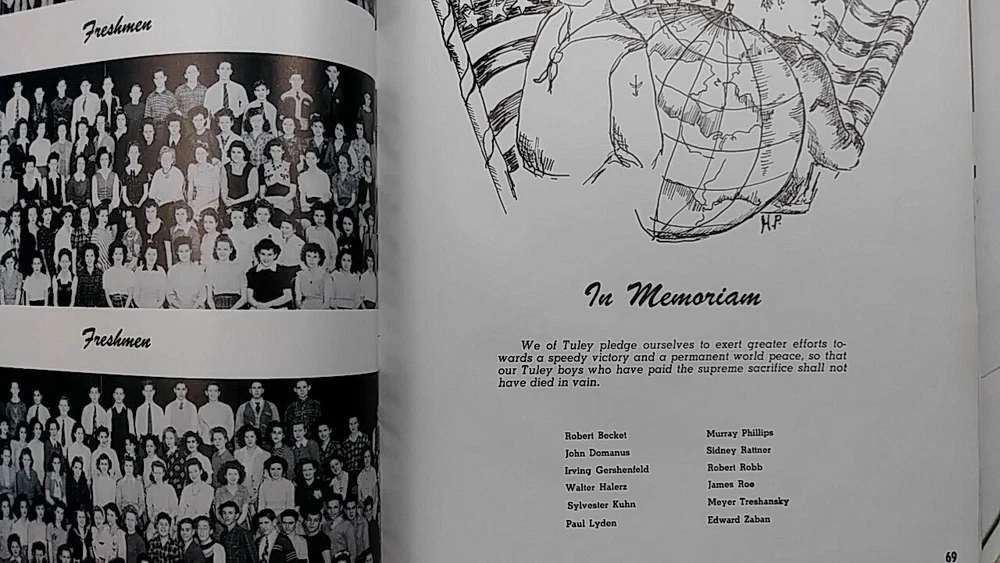 Freshmen
Freshmen
H.P.
In Memoriam
We of Tuley pledge ourselves to exert greater efforts to-
wards a speedy victory and a permanent world peace, so that
our Tuley boys who have paid the supreme sacrifice shall not
have died in vain.
Robert Becket
John Domanus
Irving Gershenfeld
Walter Halerz
Sylvester Kuhn
Paul Lyden
Murray Phillips
Sidney Rattner
Robert Robb
James Roe
Meyer Treshansky
Edward Zaban
69